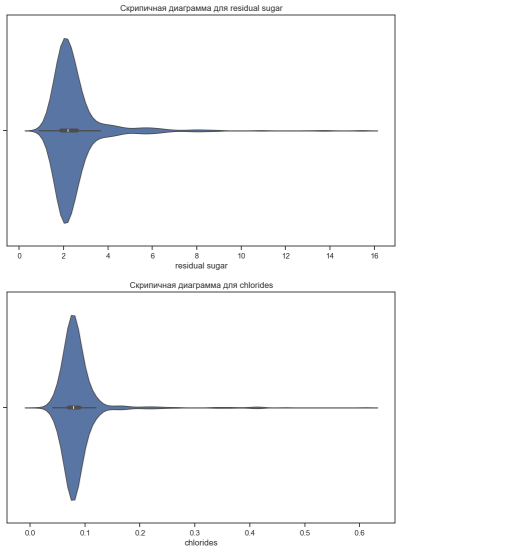 Скрипичная диаграмма для residual sugar
0 2 4 6 8 10 12 14 16
residual sugar
Скрипичная диаграмма для chlorides
0.0 0.1 0.2 0.3 0.4 0.5 0.6
chlorides